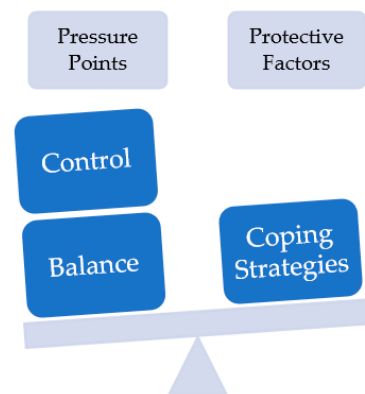 Pressure
Points
Protective
Factors
Control
Balance
Coping
Strategies